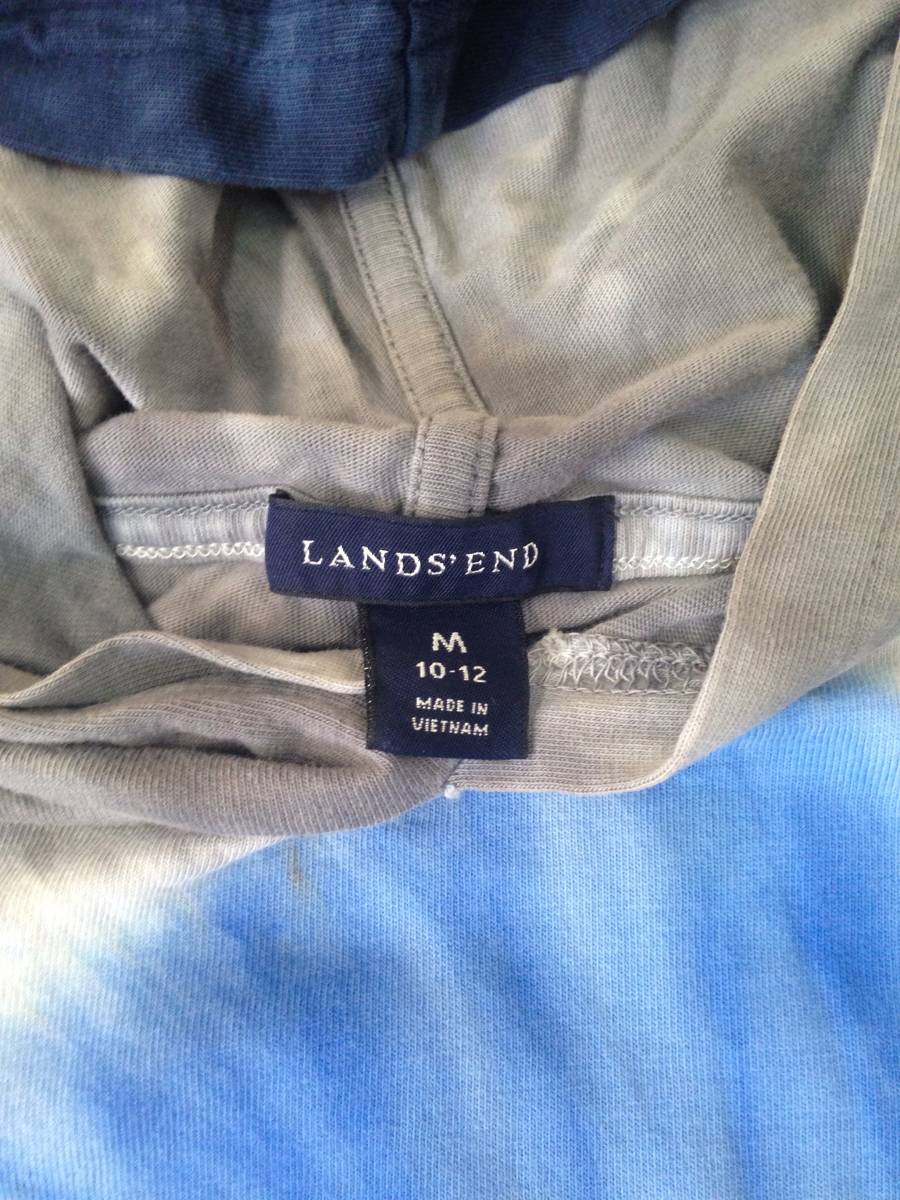 LANDS' END
M
10-12
MADE IN
VIETNAM